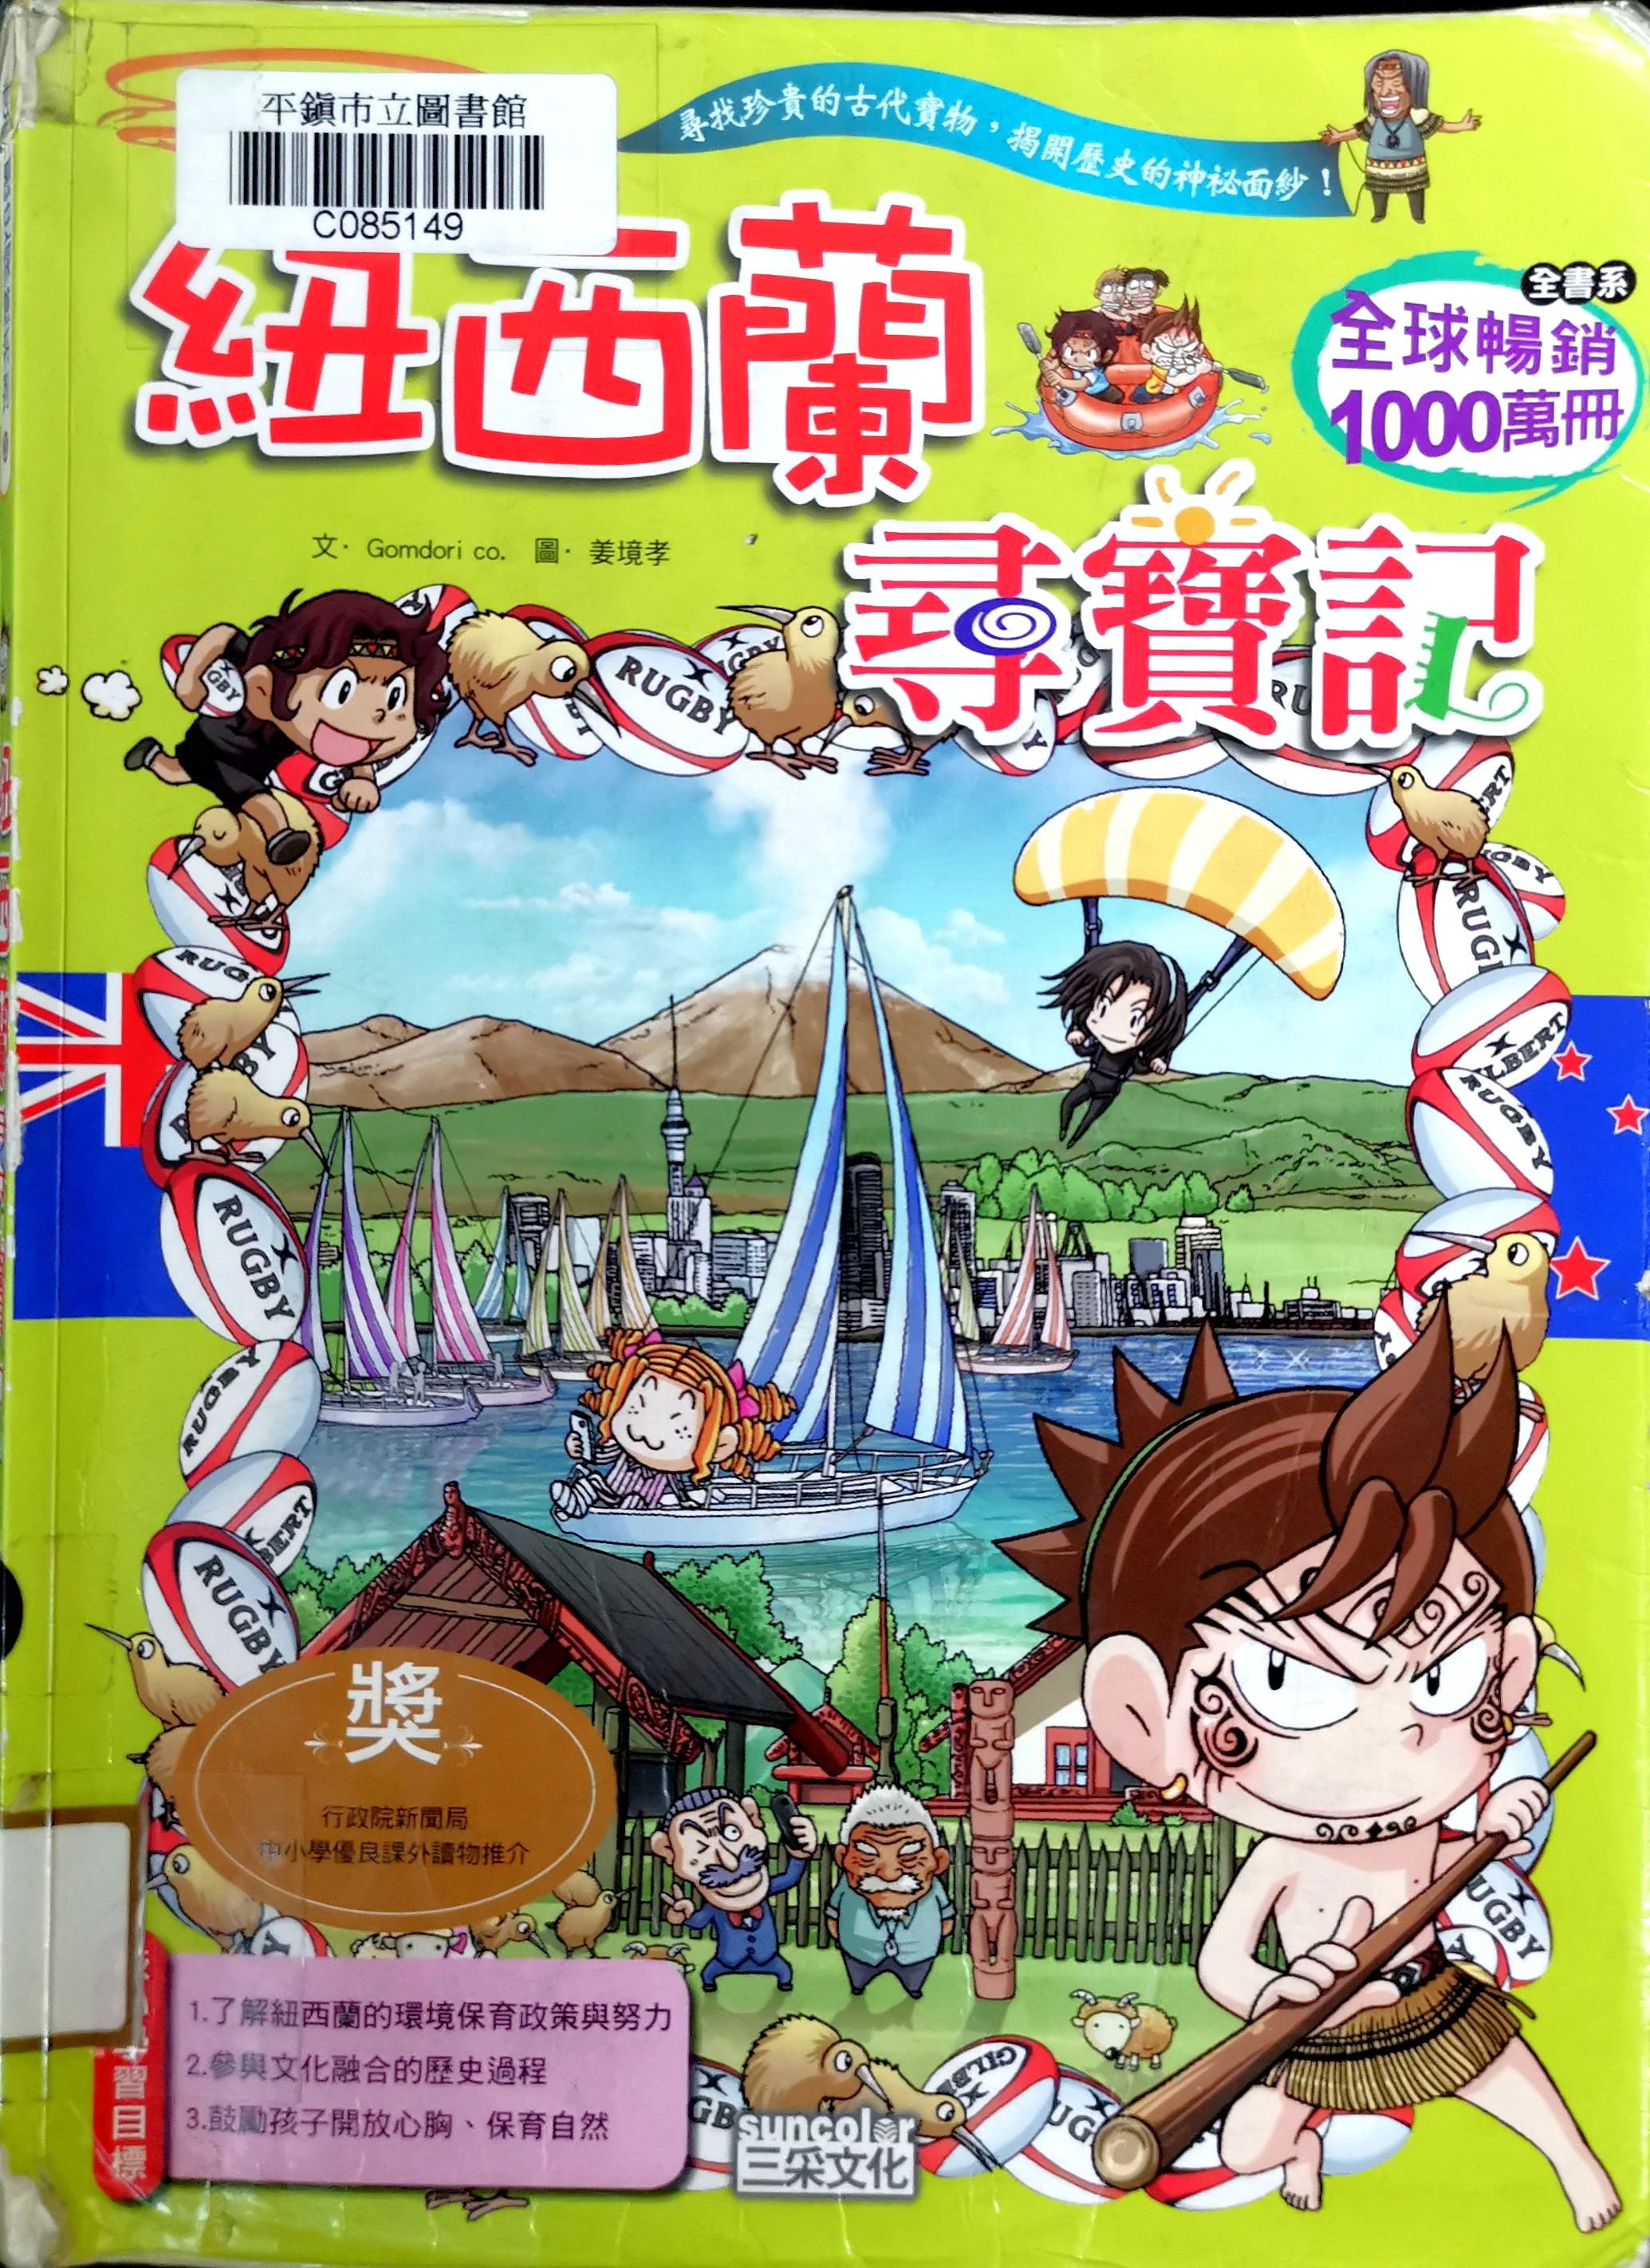 平鎮市立圖書館
C085149
尋找珍貴的古代寶物，揭開歷史的神祕面紗！
紐西蘭
尋寶記
全書系
全球暢銷
1000萬冊
文· Gomdori co. 圖· 姜境孝
GBY
RUGBY
RUGBY
RUGBY
RUGBY
RUGBY
RUGBY
RUGBY
獎
行政院新聞局
中小學優良課外讀物推介
習目標
1.了解紐西蘭的環境保育政策與努力
2.參與文化融合的歷史過程
3.鼓勵孩子開放心胸、保育自然
suncolor
三采文化